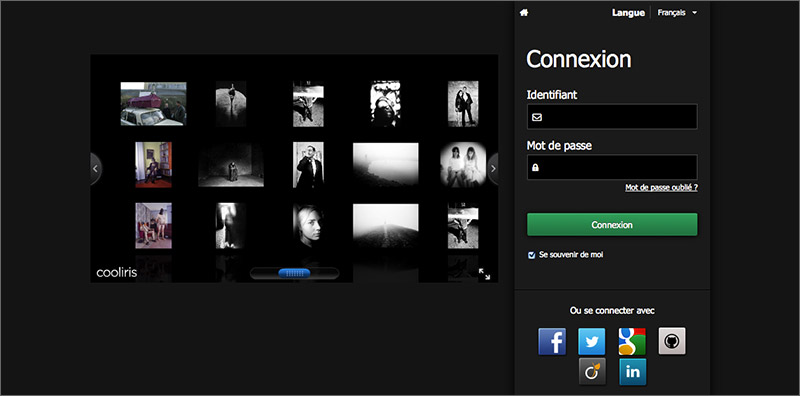 Langue
Français
Connexion
Identifiant
Mot de passe
Mot de passe oublié ?
Connexion
Se souvenir de moi
cooliris
Ou se connecter avec
f
g
in